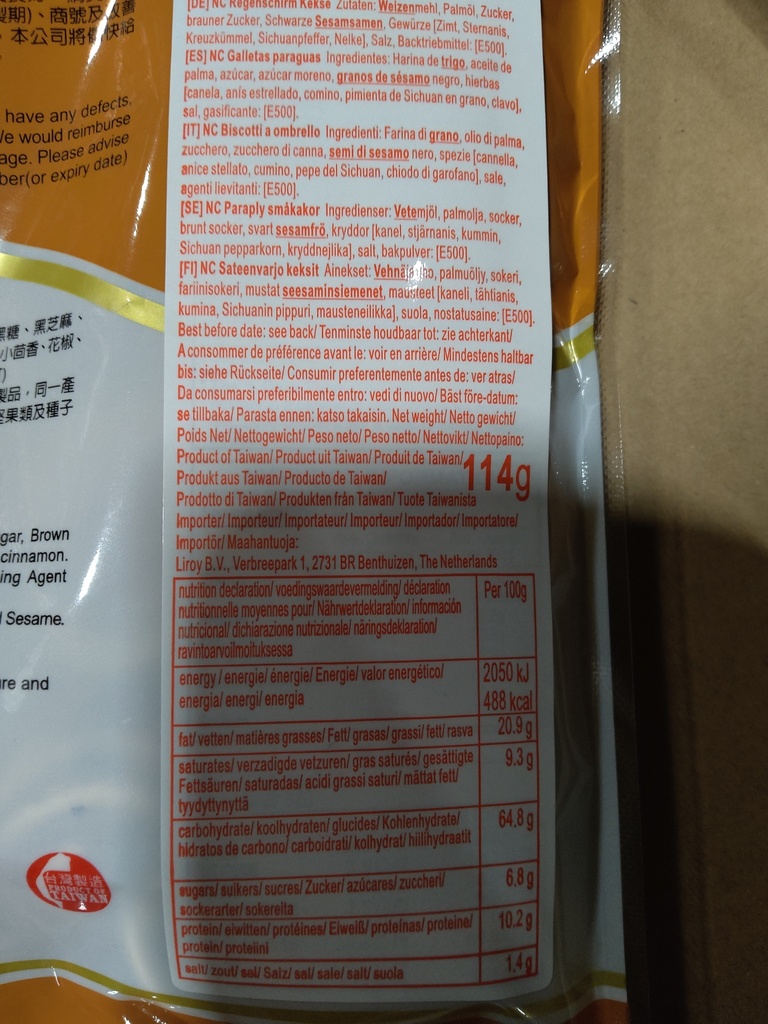 製期)、商號及改善
本公司將儘快給
have any defects,
We would reimburse
age. Please advise
ber(or expiry date)
黑糖、黑芝麻、
小茴香、花椒、
製品,同一產
堅果類及種子
gar, Brown
cinnamon.
ing Agent
Sesame.
ure and
台灣製造
PRODUCT OF
TAIWAN
[DE] NC Regenschirm Kekse Zutaten: Weizenmehl, Palmöl, Zucker,
brauner Zucker, Schwarze Sesamsamen, Gewürze [Zimt, Sternanis,
Kreuzkümmel, Sichuanpfeffer, Nelke], Salz, Backtriebmittel: [E500].
[ES] NC Galletas paraguas Ingredientes: Harina de trigo, aceite de
palma, azúcar, azúcar moreno, granos de sésamo negro, hierbas
[canela, anís estrellado, comino, pimienta de Sichuan en grano, clavo],
sal, gasificante: [E500].
[IT] NC Biscotti a ombrello Ingredienti: Farina di grano, olio di palma,
zucchero, zucchero di canna, semi di sesamo nero, spezie [cannella,
anice stellato, cumino, pepe del Sichuan, chiodo di garofano], sale,
agenti lievitanti: [E500].
[SE] NC Paraply småkakor Ingredienser: Vetemjöl, palmolja, socker,
brunt socker, svart sesamfrö, kryddor [kanel, stjärnanis, kummin,
Sichuan pepparkorn, kryddnejlika], salt, bakpulver: [E500].
[FI] NC Sateenvarjo keksit Ainekset: Vehnäjauho, palmuöljy, sokeri,
fariinisokeri, mustat seesaminsiemenet, mausteet [kaneli, tähtianis,
kumina, Sichuanin pippuri, mausteneilikka], suola, nostatusaine: [E500].
Best before date: see back/ Tenminste houdbaar tot: zie achterkant/
A consommer de préférence avant le: voir en arrière/ Mindestens haltbar
bis: siehe Rückseite/ Consumir preferentemente antes de: ver atras/
Da consumarsi preferibilmente entro: vedi di nuovo/ Bäst före-datum:
se tillbaka/ Parasta ennen: katso takaisin. Net weight/ Netto gewicht/
Poids Net/ Nettogewicht/ Peso neto/ Peso netto/ Nettovikt/ Nettopaino:
Product of Taiwan/ Product uit Taiwan/ Produit de Taiwan/
Produkt aus Taiwan/ Producto de Taiwan/
114g
Prodotto di Taiwan/ Produkten från Taiwan/ Tuote Taiwanista
Importer/ Importeur/ Importateur/ Importeur/ Importador/ Importatore/
Importör/ Maahantuoja:
Liroy B.V., Verbreepark 1, 2731 BR Benthuizen, The Netherlands
nutrition declaration/ voedingswaardevermelding/ déclaration
nutritionnelle moyennes pour/ Nährwertdeklaration/ información
nutricional/ dichiarazione nutrizionale/ näringsdeklaration/
ravintoarvoilmoituksessa
Per 100g
energy/ energie/ énergie/ Energie/ valor energético/
energia/ energi/ energia
2050 kJ
488 kcal
fat/ vetten/ matières grasses/ Fett/ grasas/ grassi/ fett/ rasva
20.9 g
saturates/ verzadigde vetzuren/ gras saturés/ gesättigte
Fettsäuren/ saturadas/ acidi grassi saturi/ mättat fett/
tyydyttynyttä
9.3 g
carbohydrate/ koolhydraten/ glucides/ Kohlenhydrate/
hidratos de carbono/ carboidrati/ kolhydrat/ hiilihydraatit
64.8 g
sugars/ suikers/ sucres/ Zucker/ azúcares/ zuccheri/
sockerarter/ sokereita
6.8 g
protein/ eiwitten/ protéines/ Eiweiß/ proteínas/ proteine/
protein/ proteiini
10.2 g
salt/ zout/ sel/ Salz/ sal/ sale/ salt/ suola
1.4 g